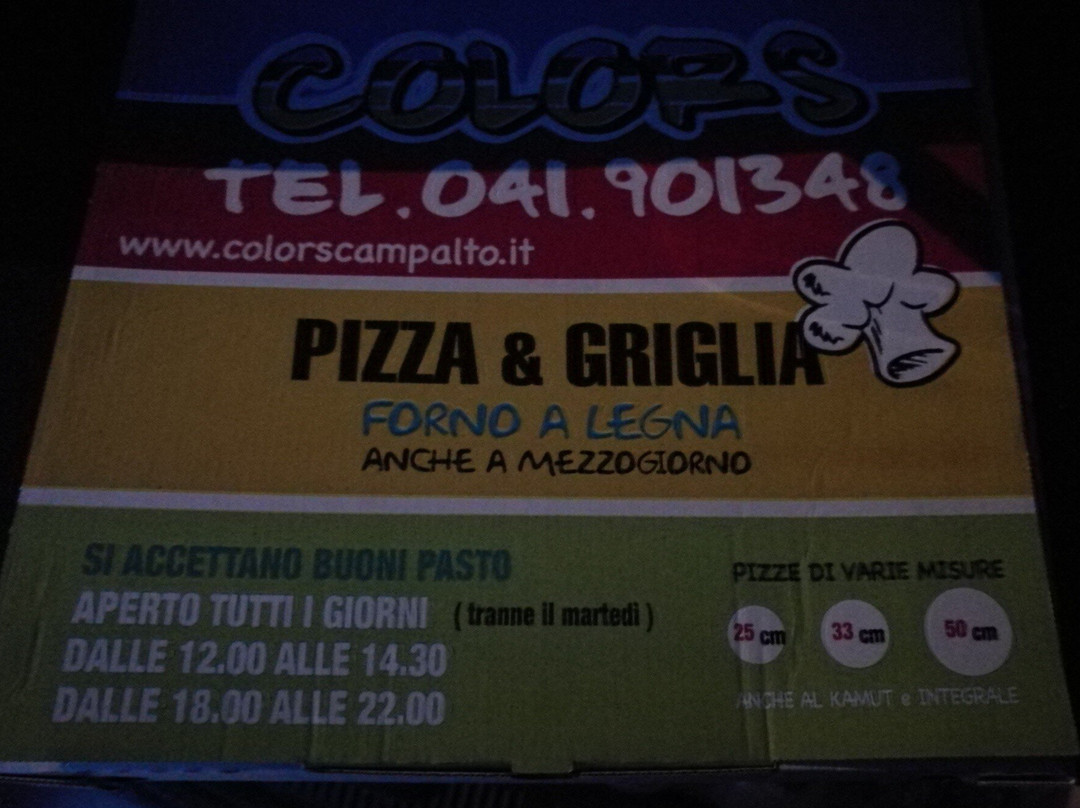 COLORS
TEL. 041. 901348
www.colorscampalto.it
PIZZA & GRIGLIA
FORNO A LEGNA
ANCHE A MEZZOGIORNO
SI ACCETTANO BUONI PASTO
APERTO TUTTI I GIORNI ( tranne il martedì )
DALLE 12.00 ALLE 14.30
DALLE 18.00 ALLE 22.00
PIZZE DI VARIE MISURE
25 cm 33 cm 50 cm
ANCHE AL KAMUT e INTEGRALE